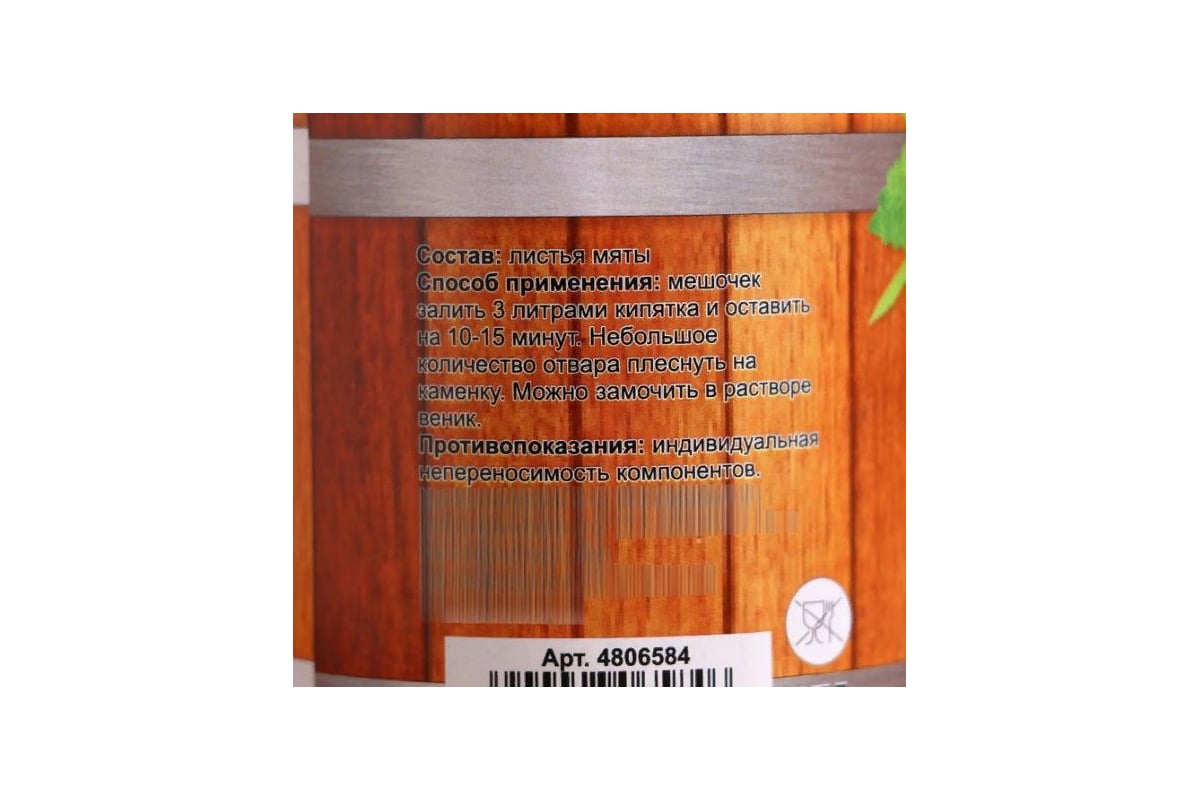 Состав: листья мяты
Способ применения: мешочек
залить 3 литрами кипятка и оставить
на 10-15 минут. Небольшое
количество отвара плеснуть на
каменку. Можно замочить в растворе
веник.
Противопоказания: индивидуальная
непереносимость компонентов.
Арт. 4806584